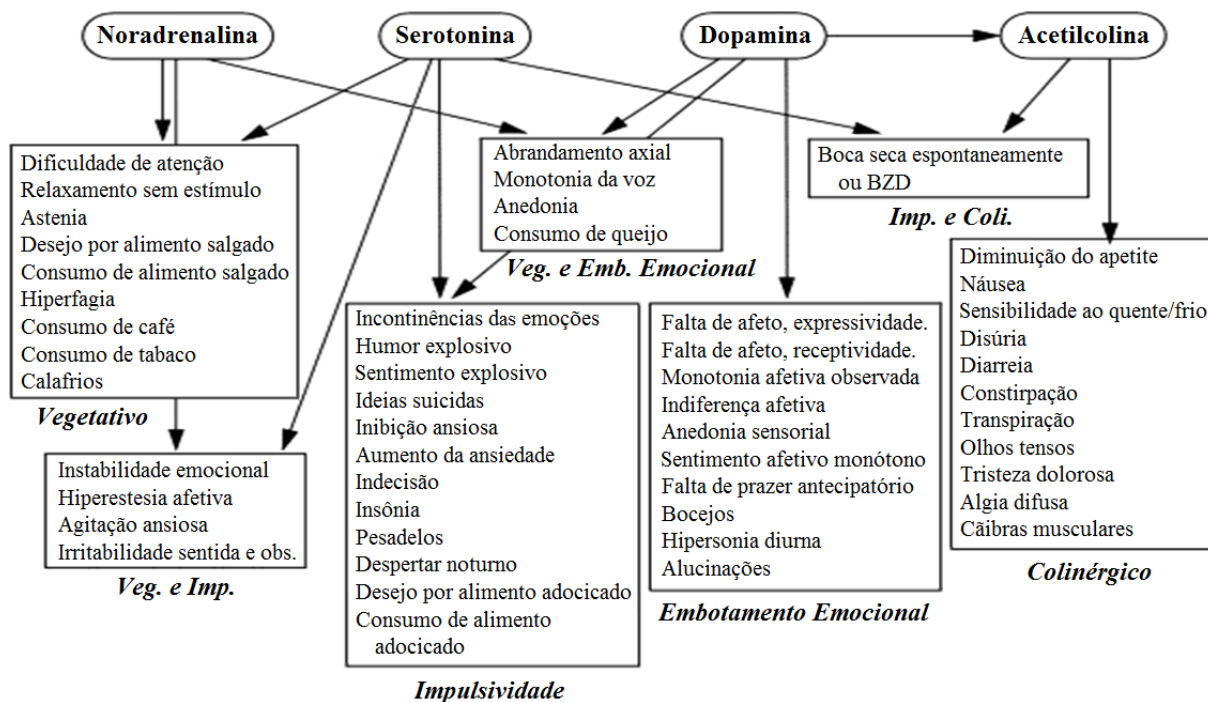 Noradrenalina
Serotonina
Dopamina
Acetilcolina
Dificuldade de atenção
Relaxamento sem estímulo
Astenia
Desejo por alimento salgado
Consumo de alimento salgado
Hiperfagia
Consumo de café
Consumo de tabaco
Calafrios
Vegetativo
Instabilidade emocional
Hiperestesia afetiva
Agitação ansiosa
Irritabilidade sentida e obs.
Veg. e Imp.
Abrandamento axial
Monotonia da voz
Anedonia
Consumo de queijo
Veg. e Emb. Emocional
Incontinências das emoções
Humor explosivo
Sentimento explosivo
Ideias suicidas
Inibição ansiosa
Aumento da ansiedade
Indecisão
Insônia
Pesadelos
Despertar noturno
Desejo por alimento adocicado
Consumo de alimento
adocicado
Impulsividade
Falta de afeto, expressividade.
Falta de afeto, receptividade.
Monotonia afetiva observada
Indiferença afetiva
Anedonia sensorial
Sentimento afetivo monótono
Falta de prazer antecipatório
Bocejos
Hipersonia diurna
Alucinações
Embotamento Emocional
Boca seca espontaneamente
ou BZD
Imp. e Coli.
Diminuição do apetite
Náusea
Sensibilidade ao quente/frio
Disúria
Diarreia
Constirpação
Transpiração
Olhos tensos
Tristeza dolorosa
Algia difusa
Cãibras musculares
Colinérgico